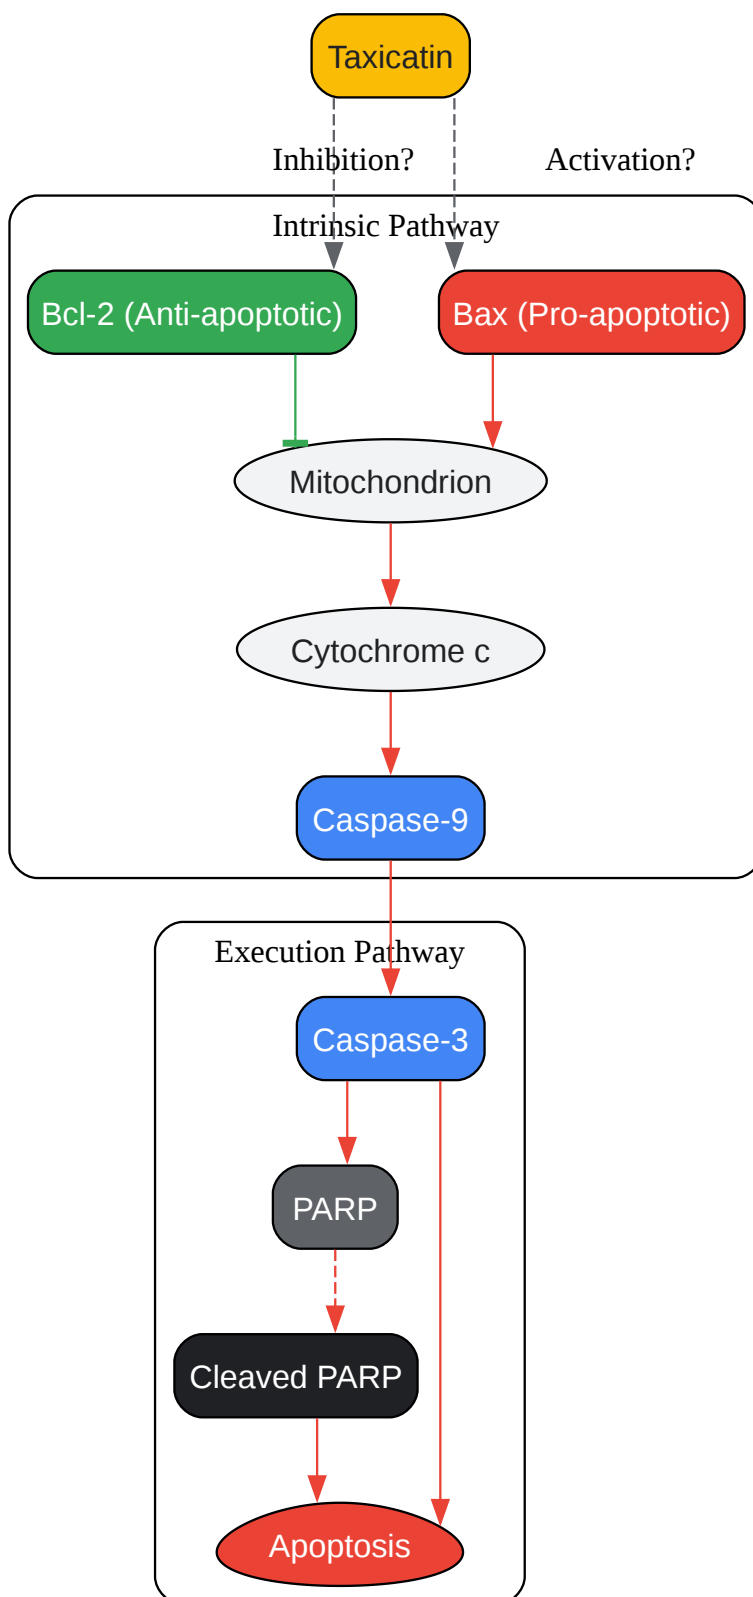 Taxicatin
Inhibition?
Activation?
Intrinsic Pathway
Bcl-2 (Anti-apoptotic)
Bax (Pro-apoptotic)
Mitochondrion
Cytochrome c
Caspase-9
Execution Pathway
Caspase-3
PARP
Cleaved PARP
Apoptosis